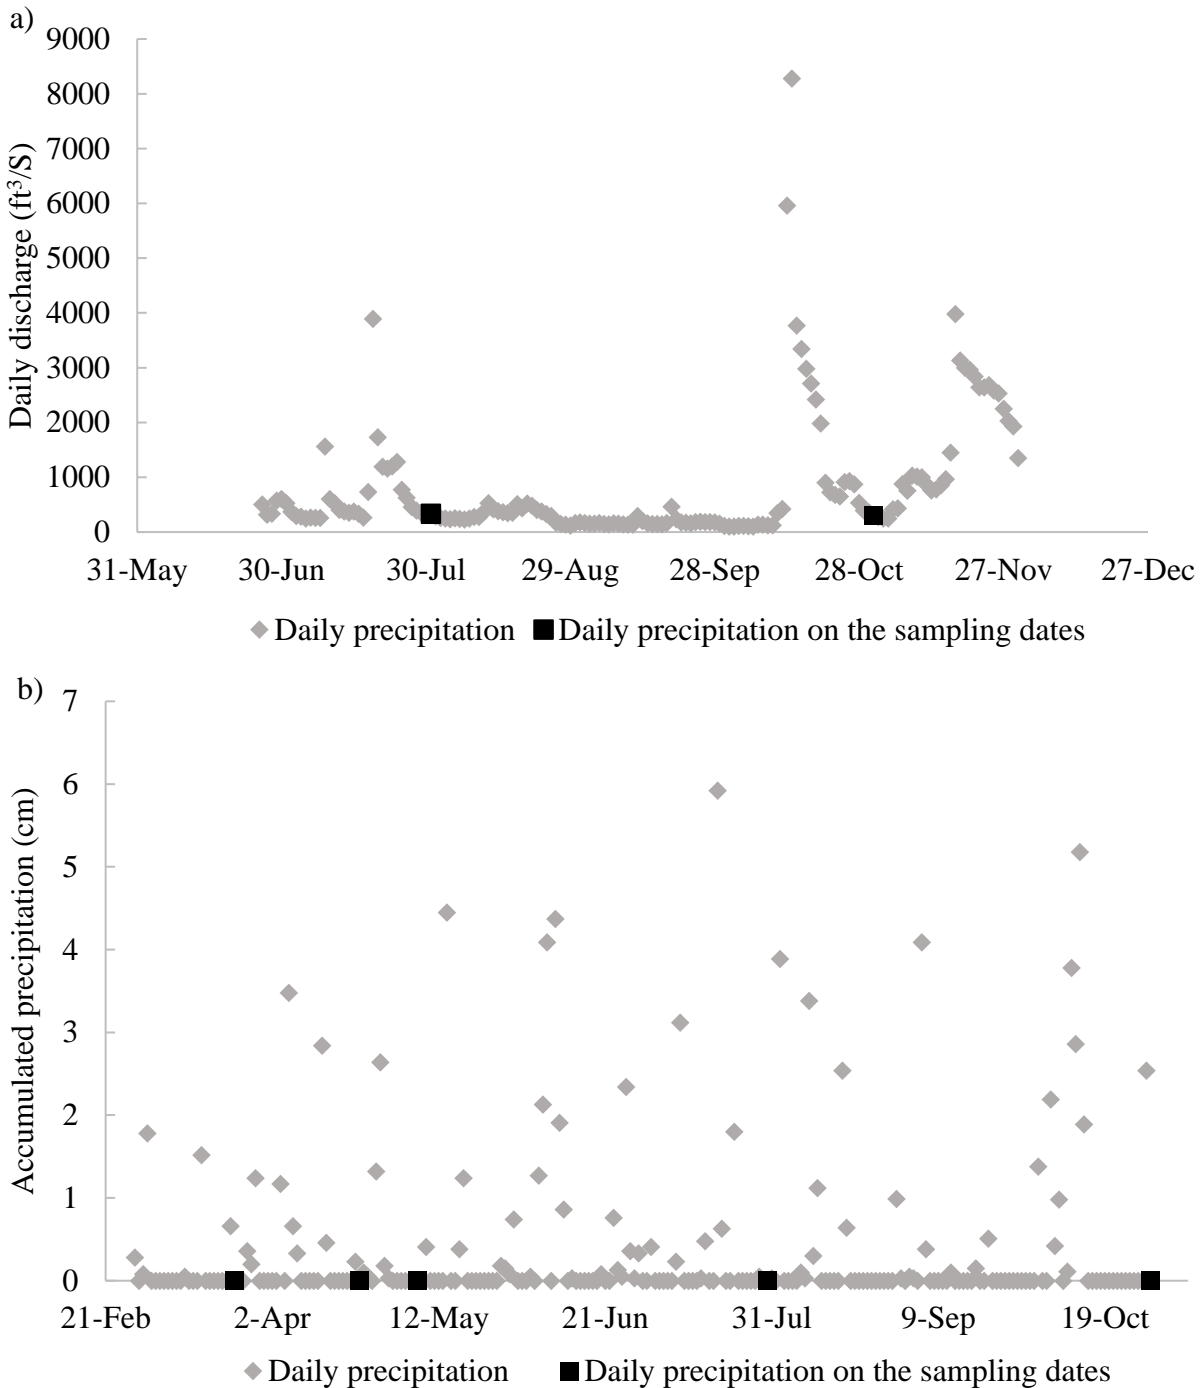 a)
9000
8000
7000
6000
5000
4000
3000
2000
1000
0
Daily discharge (ft³/S)
31-May 30-Jun 30-Jul 29-Aug 28-Sep 28-Oct 27-Nov 27-Dec
Daily precipitation Daily precipitation on the sampling dates
b)
7
6
5
4
3
2
1
0
Accumulated precipitation (cm)
21-Feb 2-Apr 12-May 21-Jun 31-Jul 9-Sep 19-Oct
Daily precipitation Daily precipitation on the sampling dates